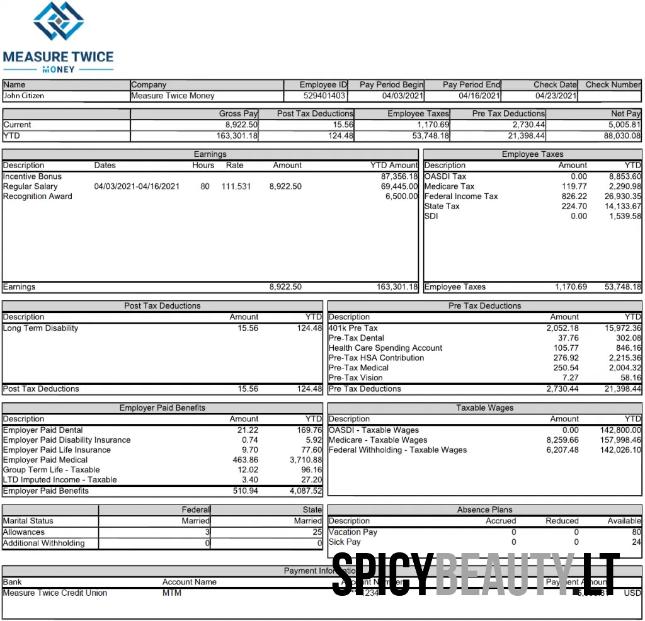 MEASURE TWICE
MONEY
Name Company Employee ID Pay Period Begin Pay Period End Check Date Check Number
John Citizen Measure Twice Money 529401403 04/03/2021 04/16/2021 04/23/2021
Gross Pay Post Tax Deductions Employee Taxes Pre Tax Deductions Net Pay
Current 8,922.50 15.56 1,170.69 2,730.44 5,005.81
YTD 163,301.18 124.48 53,748.18 21,398.44 88,030.08
Earnings Employee Taxes
Description Dates Hours Rate Amount YTD Amount Description Amount YTD
Incentive Bonus 87,356.18 OASDI Tax 0.00 8,853.60
Regular Salary 04/03/2021-04/16/2021 80 111.531 8,922.50 69,445.00 Medicare Tax 119.77 2,290.98
Recognition Award 6,500.00 Federal Income Tax 826.22 26,930.35
State Tax 224.70 14,133.67
SDI 0.00 1,539.58
Earnings 8,922.50 163,301.18 Employee Taxes 1,170.69 53,748.18
Post Tax Deductions Pre Tax Deductions
Description Amount YTD Description Amount YTD
Long Term Disability 15.56 124.48 401k Pre Tax 2,052.18 15,972.36
Pre-Tax Dental 37.76 302.08
Health Care Spending Account 105.77 846.16
Pre-Tax HSA Contribution 276.92 2,215.36
Pre-Tax Medical 250.54 2,004.32
Pre-Tax Vision 7.27 58.16
Post Tax Deductions 15.56 124.48 Pre Tax Deductions 2,730.44 21,398.44
Employer Paid Benefits Taxable Wages
Description Amount YTD Description Amount YTD
Employer Paid Dental 21.22 169.76 OASDI - Taxable Wages 0.00 142,800.00
Employer Paid Disability Insurance 0.74 5.92 Medicare - Taxable Wages 8,259.66 157,998.46
Employer Paid Life Insurance 9.70 77.60 Federal Withholding - Taxable Wages 6,207.48 142,026.10
Employer Paid Medical 463.86 3,710.88
Group Term Life - Taxable 12.02 96.16
LTD Imputed Income - Taxable 3.40 27.20
Employer Paid Benefits 510.94 4,087.52
Federal State Absence Plans
Marital Status Married Married Description Accrued Reduced Available
Allowances 3 25 Vacation Pay 0 0 80
Additional Withholding 0 0 Sick Pay 0 0 24
SPICYBEAUTY.LT
Payment Information
Bank Account Name Account Number Payment Amount
Measure Twice Credit Union MTM 1234 USD